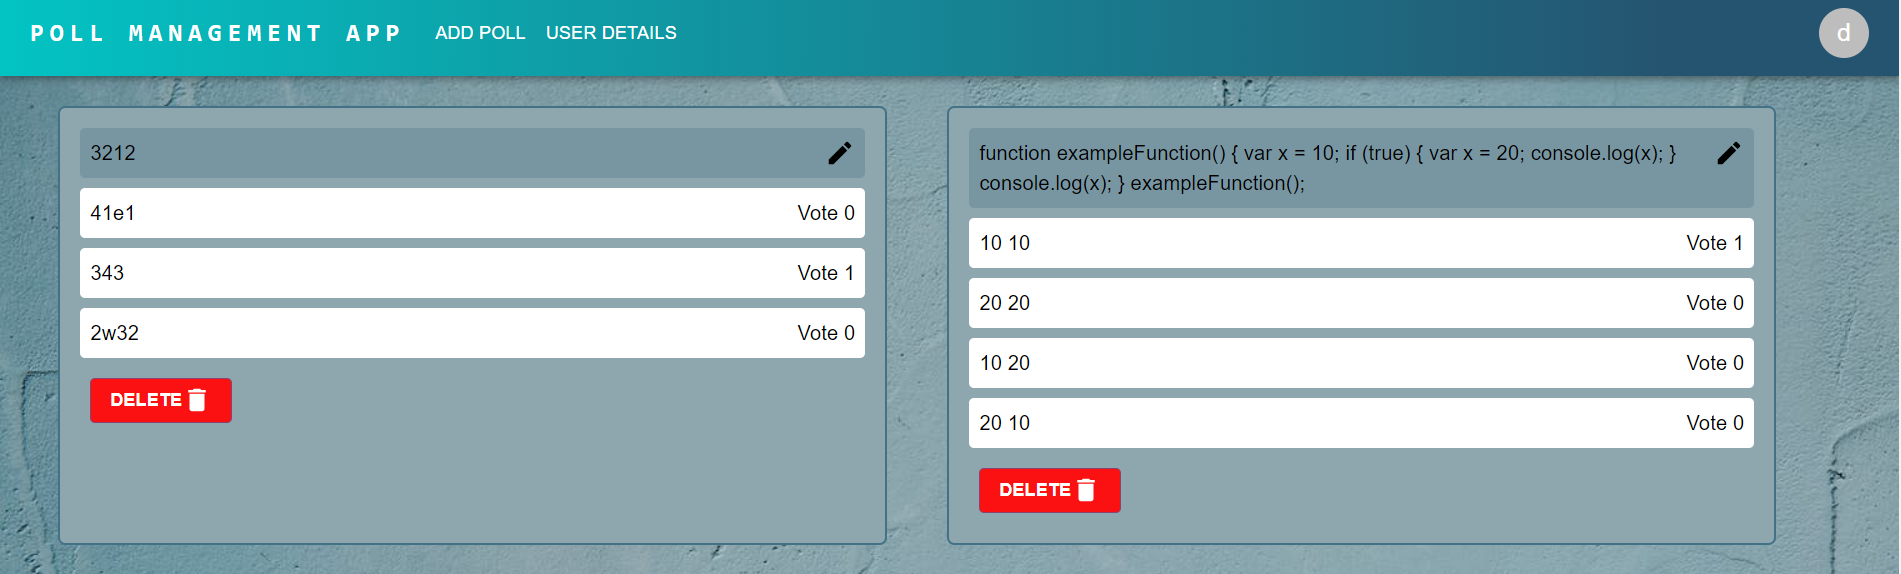 POLL MANAGEMENT APP ADD POLL USER DETAILS d
3212
41e1 Vote 0
343 Vote 1
2w32 Vote 0
DELETE
function exampleFunction() { var x = 10; if (true) { var x = 20; console.log(x); }
console.log(x); } exampleFunction();
10 10 Vote 1
20 20 Vote 0
10 20 Vote 0
20 10 Vote 0
DELETE